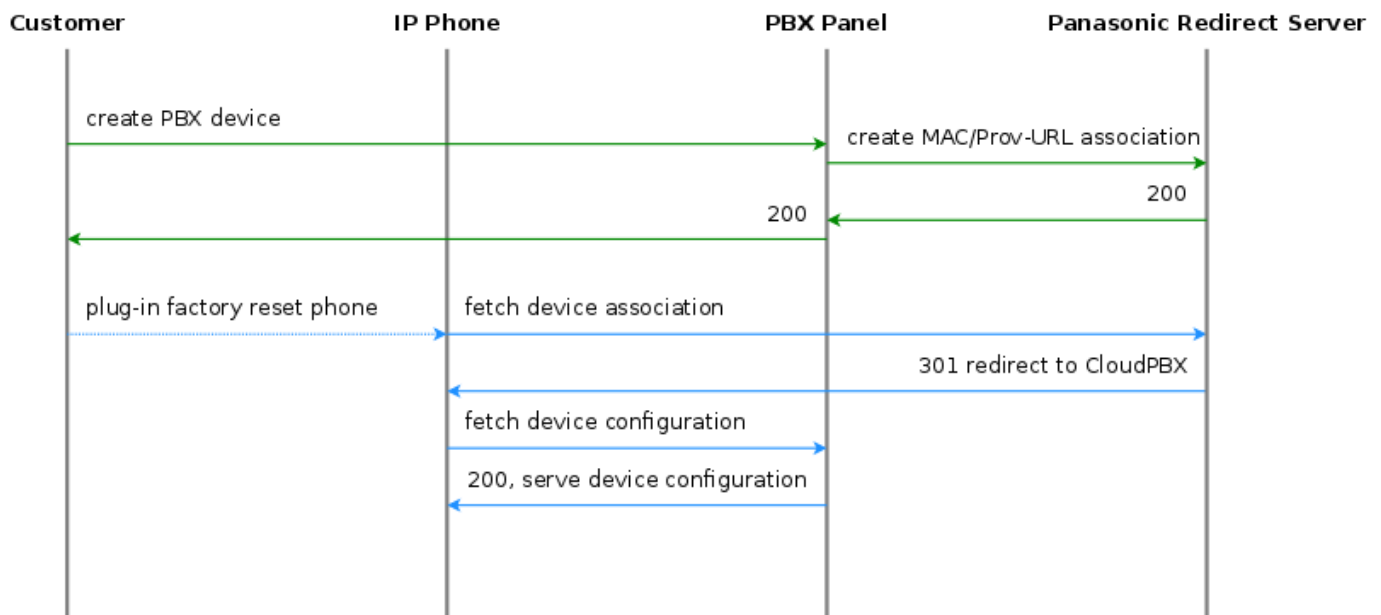 Customer
IP Phone
PBX Panel
Panasonic Redirect Server
create PBX device
create MAC/Prov-URL association
200
200
plug-in factory reset phone
fetch device association
301 redirect to CloudPBX
fetch device configuration
200, serve device configuration